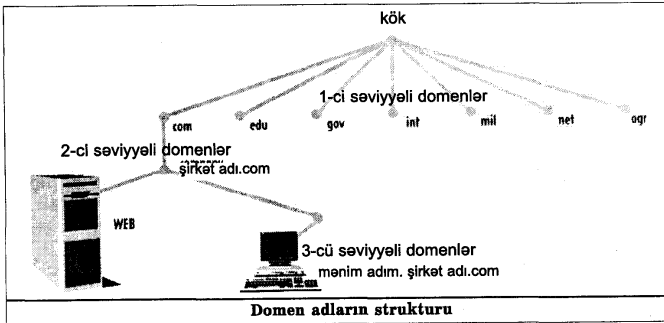 kök
1-ci səviyyəli domenlər
com edu gov int mil net ogr
2-ci səviyyəli domenlər
şirkət adı.com
WEB
3-cü səviyyəli domenlər
mənim adım. şirkət adı.com
Domen adların strukturu